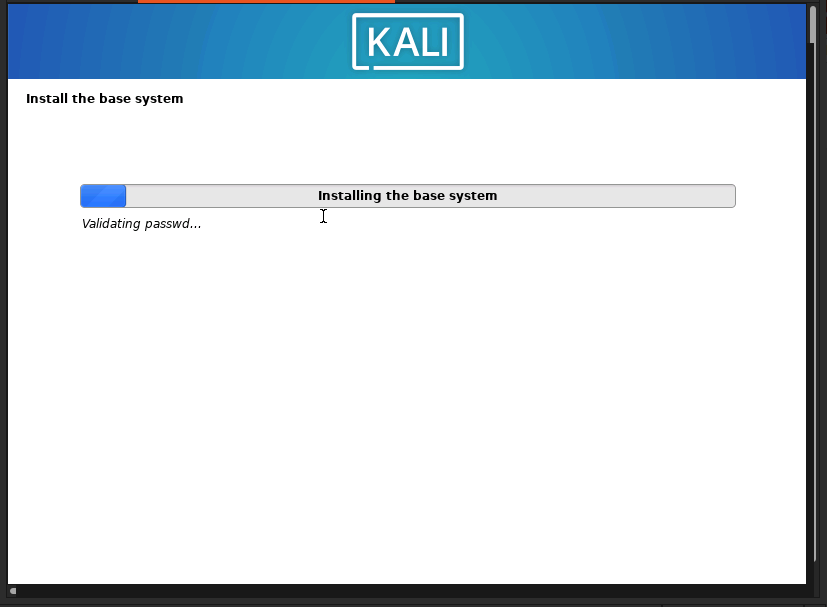 KALI
Install the base system
Installing the base system
Validating passwd...